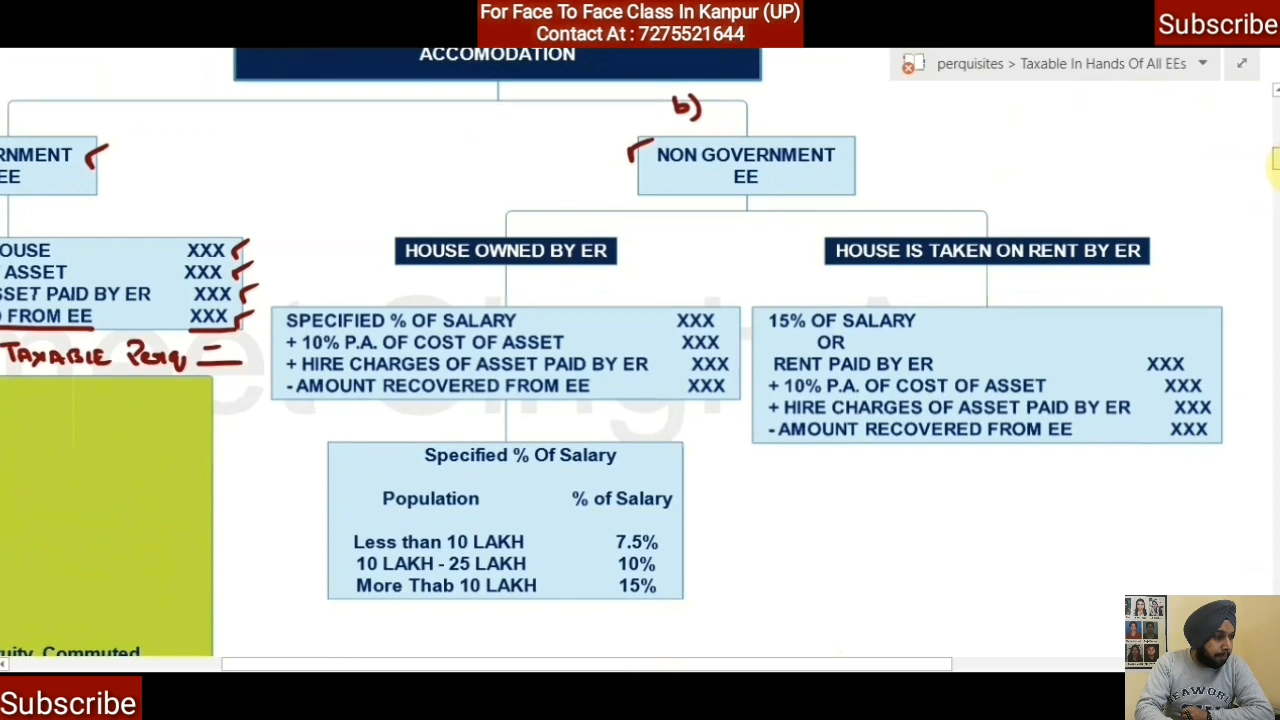 For Face To Face Class In Kanpur (UP)
Contact At : 7275521644
Subscribe
ACCOMODATION
perquisites > Taxable In Hands Of All EEs
b)
RNMENT
EE
NON GOVERNMENT
EE
OUSE XXX
ASSET XXX
SSET PAID BY ER XXX
FROM EE XXX
TAXABLE Perq =
HOUSE OWNED BY ER
SPECIFIED % OF SALARY XXX
+ 10% P.A. OF COST OF ASSET XXX
+ HIRE CHARGES OF ASSET PAID BY ER XXX
- AMOUNT RECOVERED FROM EE XXX
Specified % Of Salary
Population % of Salary
Less than 10 LAKH 7.5%
10 LAKH - 25 LAKH 10%
More Thab 10 LAKH 15%
HOUSE IS TAKEN ON RENT BY ER
15% OF SALARY
OR
RENT PAID BY ER XXX
+ 10% P.A. OF COST OF ASSET XXX
+ HIRE CHARGES OF ASSET PAID BY ER XXX
- AMOUNT RECOVERED FROM EE XXX
uity, Commuted
Subscribe